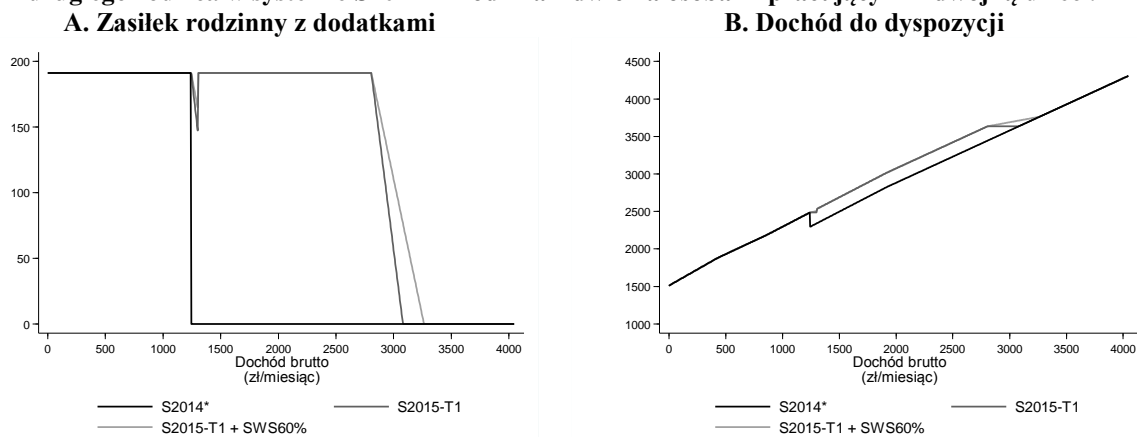 A. Zasiłek rodzinny z dodatkami
200
150
100
50
0
0 500 1000 1500 2000 2500 3000 3500 4000
Dochód brutto
(zł/miesiąc)
S2014* S2015-T1
S2015-T1 + SWS60%
B. Dochód do dyspozycji
4500
4000
3500
3000
2500
2000
1500
1000
0 500 1000 1500 2000 2500 3000 3500 4000
Dochód brutto
(zł/miesiąc)
S2014* S2015-T1
S2015-T1 + SWS60%